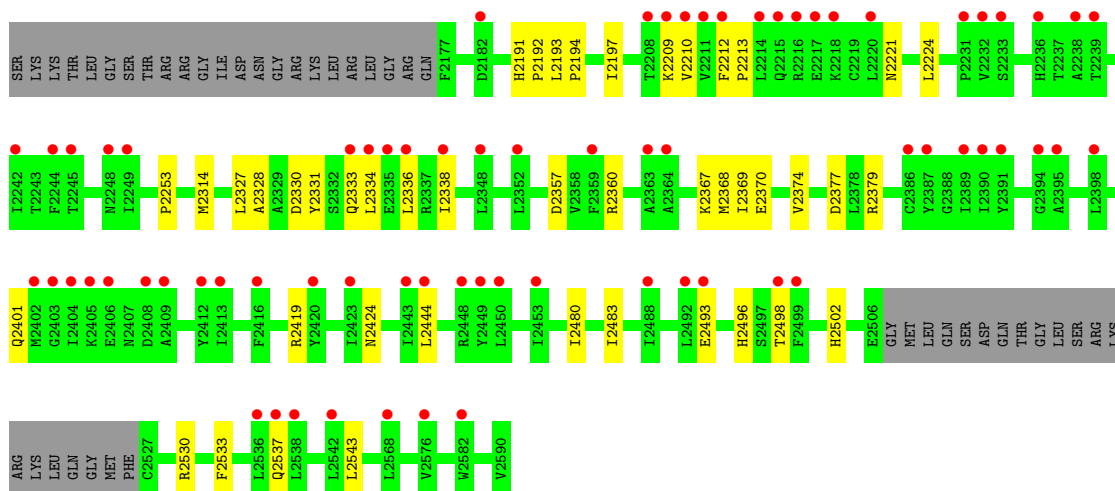 SER LYS LYS THR LEU GLY SER THR ARG ARG GLY ILE ASP ASN GLY ARG LYS LEU ARG LEU GLY ARG GLN F2177 D2182 H2191 P2192 L2193 P2194 I2197 T2208 K2209 V2210 V2211 F2212 P2213 L2214 Q2215 R2216 E2217 K2218 C2219 L2220 N2221 L2224 P2231 V2232 S2233 H2236 T2237 A2238 T2239
I2242 T2243 F2244 T2245 N2248 I2249 P2253 M2314 L2327 A2328 A2329 D2330 Y2331 S2332 Q2333 L2334 E2335 L2336 R2337 I2338 L2348 L2352 D2357 V2358 F2359 R2360 A2363 A2364 K2367 M2368 I2369 E2370 V2374 D2377 L2378 R2379 C2386 Y2387 G2388 I2389 I2390 Y2391 G2394 A2395 L2398
Q2401 M2402 G2403 I2404 K2405 E2406 N2407 D2408 A2409 Y2412 I2413 F2416 R2419 Y2420 I2423 N2424 I2443 L2444 R2448 Y2449 L2450 I2453 I2480 I2483 I2488 L2492 E2493 H2496 S2497 T2498 F2499 H2502 E2506 GLY MET LEU GLN SER ASP GLN THR GLY LEU SER ARG LYS
ARG LYS LEU GLN GLY MET PHE C2527 R2530 F2533 L2536 Q2537 L2538 L2542 L2543 L2568 V2576 W2582 V2590